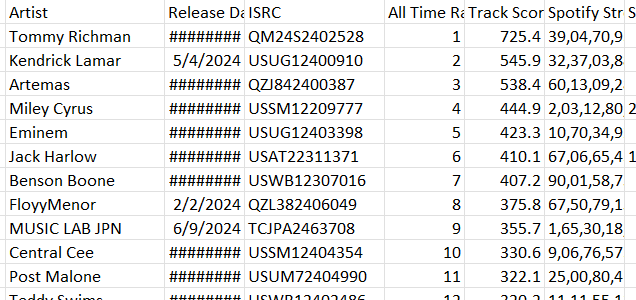 Artist Release Da ISRC All Time Ra Track Scor Spotify Str S
Tommy Richman ######## QM24S2402528 1 725.4 39,04,70,9
Kendrick Lamar 5/4/2024 USUG12400910 2 545.9 32,37,03,8
Artemas ######## QZJ842400387 3 538.4 60,13,09,2
Miley Cyrus ######## USSM12209777 4 444.9 2,03,12,80 2
Eminem ######## USUG12403398 5 423.3 10,70,34,9
Jack Harlow ######## USAT22311371 6 410.1 67,06,65,4 1
Benson Boone ######## USWB12307016 7 407.2 90,01,58,7
FloyyMenor 2/2/2024 QZL382406049 8 375.8 67,50,79,1
MUSIC LAB JPN 6/9/2024 TCJPA2463708 9 355.7 1,65,30,18
Central Cee ######## USSM12404354 10 330.6 9,06,76,57
Post Malone ######## USUM72404990 11 322.1 25,00,80,4
Teddy Swims ######## USWB12402486 12